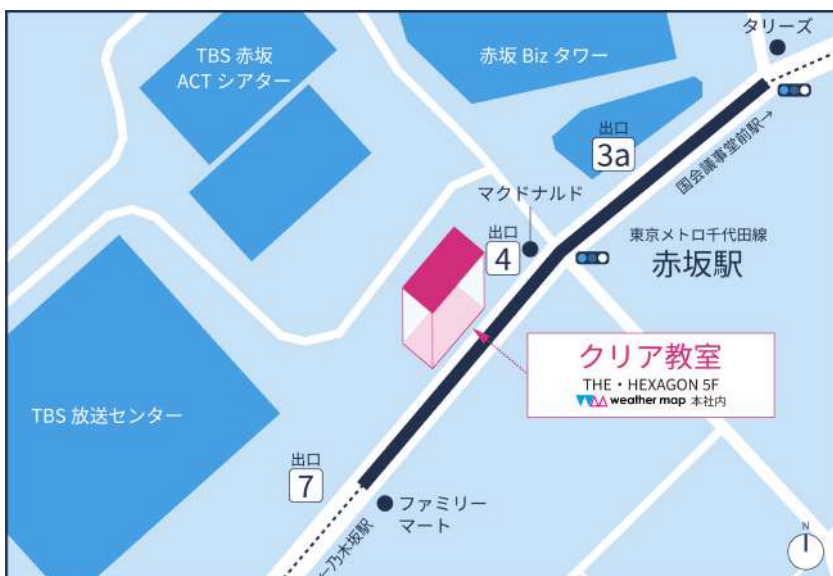 タリーズ
TBS 赤坂
ACT シアター
赤坂 Biz タワー
出口
3a
国会議事堂前駅→
マクドナルド
出口
4
東京メトロ千代田線
赤坂駅
クリア教室
THE・HEXAGON 5F
weather map 本社内
TBS 放送センター
出口
7
ファミリー
マート
←乃木坂駅
N